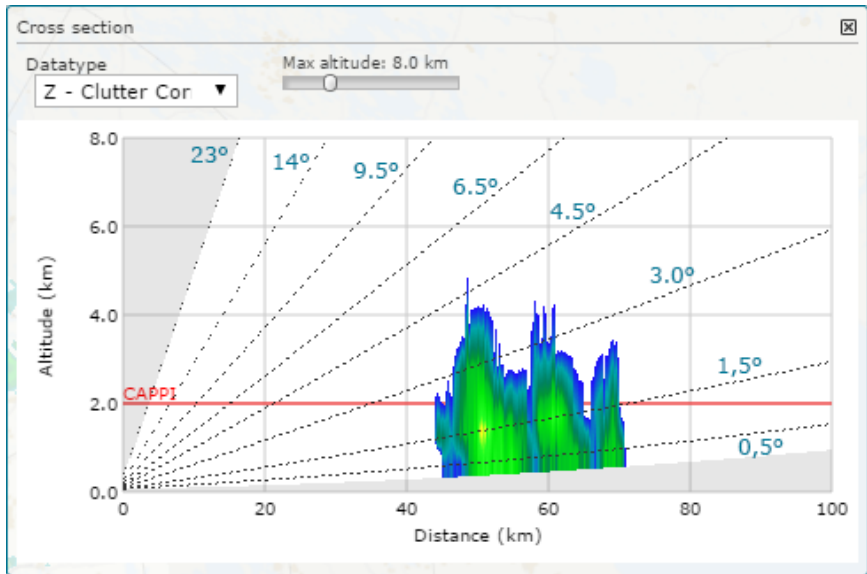 Cross section
Datatype
Max altitude: 8.0 km
Z - Clutter Cor
8.0
23º
14º
9.5º
6.5º
4.5º
6.0
3.0º
Altitude (km)
4.0
1,5º
CAPPI
2.0
0,5º
0.0
0
20
40
60
80
100
Distance (km)